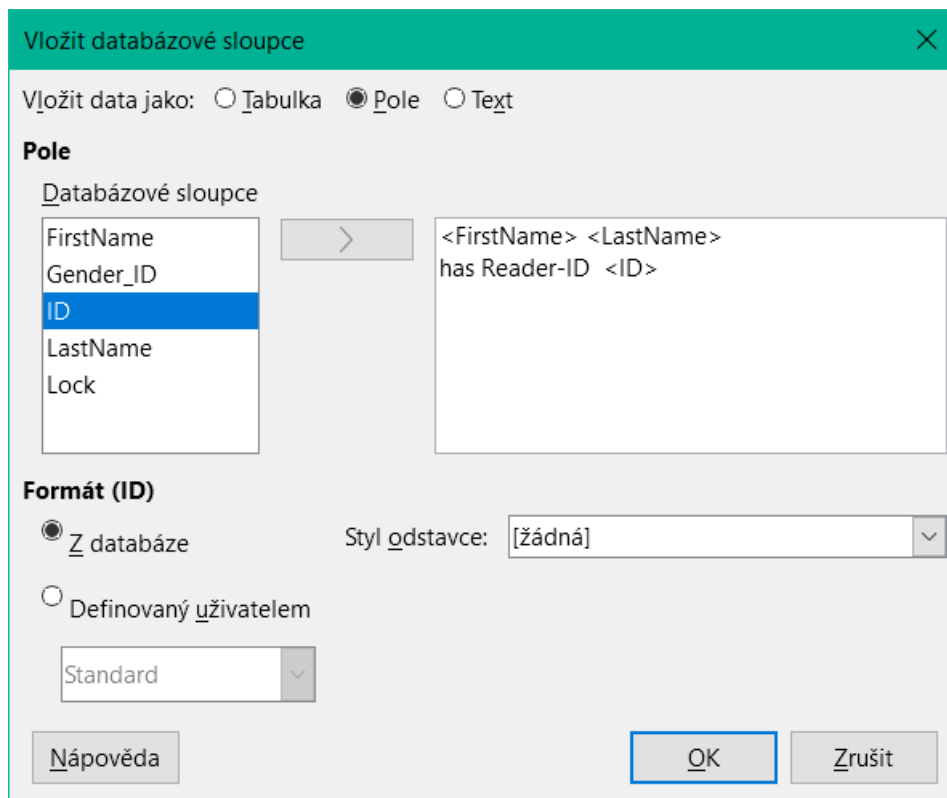 Vložit databázové sloupce
Vložit data jako: Tabulka Pole Text
Pole
Databázové sloupce
FirstName
Gender_ID
ID
LastName
Lock
>
<FirstName> <LastName>
has Reader-ID <ID>
Formát (ID)
Z databáze
Styl odstavce: [žádná]
Definovaný uživatelem
Standard
Nápověda
OK
Zrušit